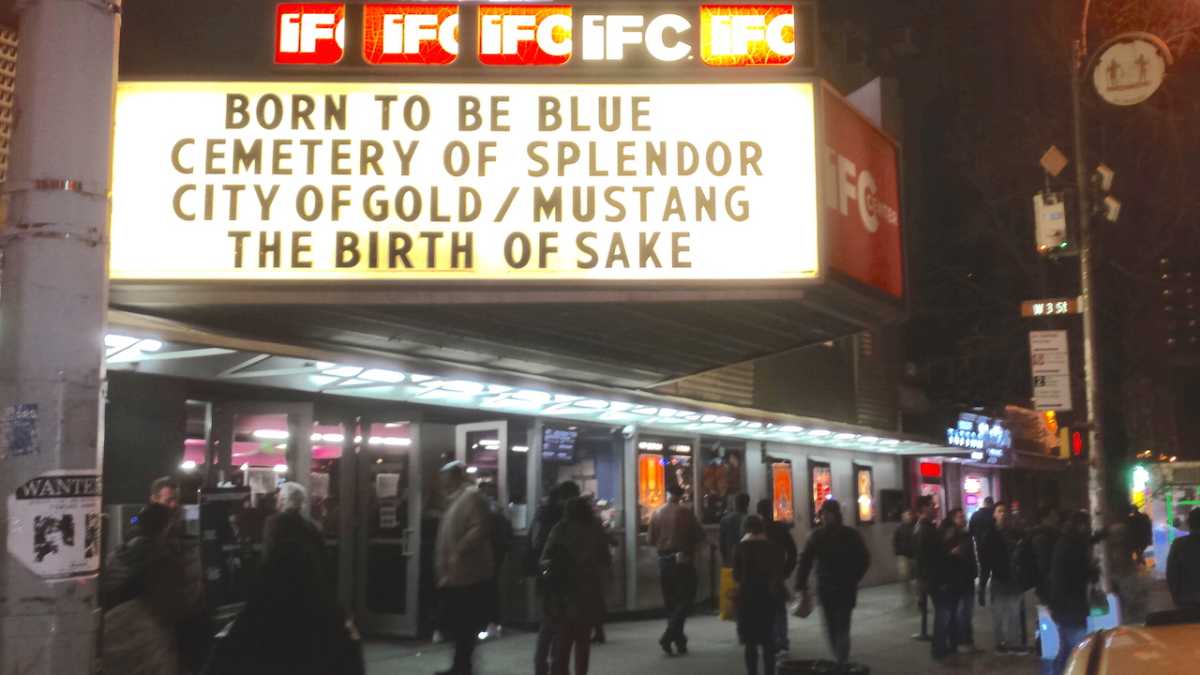 iFC iFC iFC iFC iFC
BORN TO BE BLUE
CEMETERY OF SPLENDOR
CITY OF GOLD / MUSTANG
THE BIRTH OF SAKE
iFC
CENTER
W 3 St
WANTED